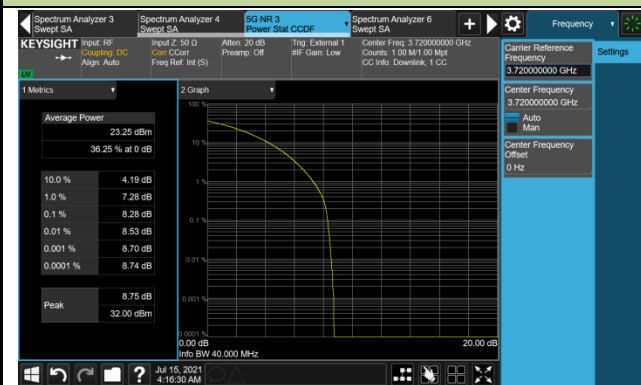 Spectrum Analyzer 3
Swept SA
Spectrum Analyzer 4
Swept SA
5G NR 3
Power Stat CCDF
Spectrum Analyzer 6
Swept SA
Frequency
KEYSIGHT
Input: RF
Coupling: DC
Align: Auto
Input Z: 50 Ω
Corr CCorr
Freq Ref: Int (S)
Atten: 20 dB
Preamp: Off
Trig: External 1
#IF Gain: Low
Center Freq: 3.720000000 GHz
Counts: 1.00 M/1.00 Mpt
CC Info: Downlink, 1 CC
1 Metrics
2 Graph
Average Power
23.25 dBm
36.25 % at 0 dB
10.0 % 4.19 dB
1.0 % 7.28 dB
0.1 % 8.28 dB
0.01 % 8.53 dB
0.001 % 8.70 dB
0.0001 % 8.74 dB
Peak
8.75 dB
32.00 dBm
100 %
10 %
1 %
0.1 %
0.01 %
0.001 %
0.0001 %
0.00 dB
20.00 dB
Info BW 40.000 MHz
Carrier Reference
Frequency
3.720000000 GHz
Center Frequency
3.720000000 GHz
Auto
Man
Center Frequency
Offset
0 Hz
Settings
?
Jul 15, 2021
4:16:30 AM